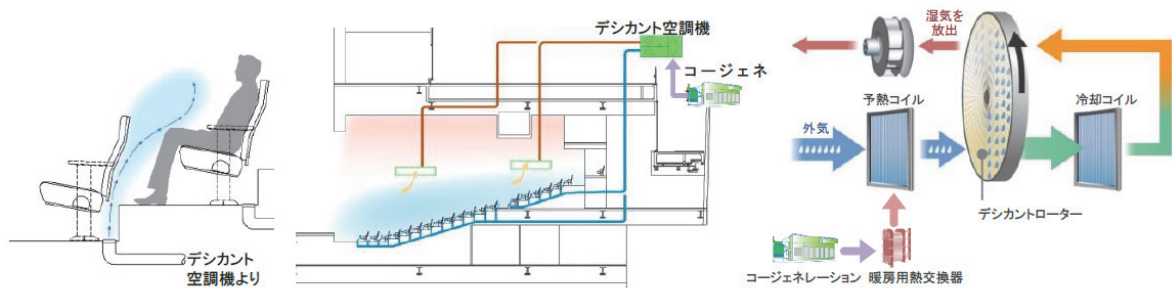 デシカント
空調機より
デシカント空調機
コージェネ
湿気を
放出
予熱コイル
冷却コイル
外気
デシカントローター
コージェネレーション
暖房用熱交換器